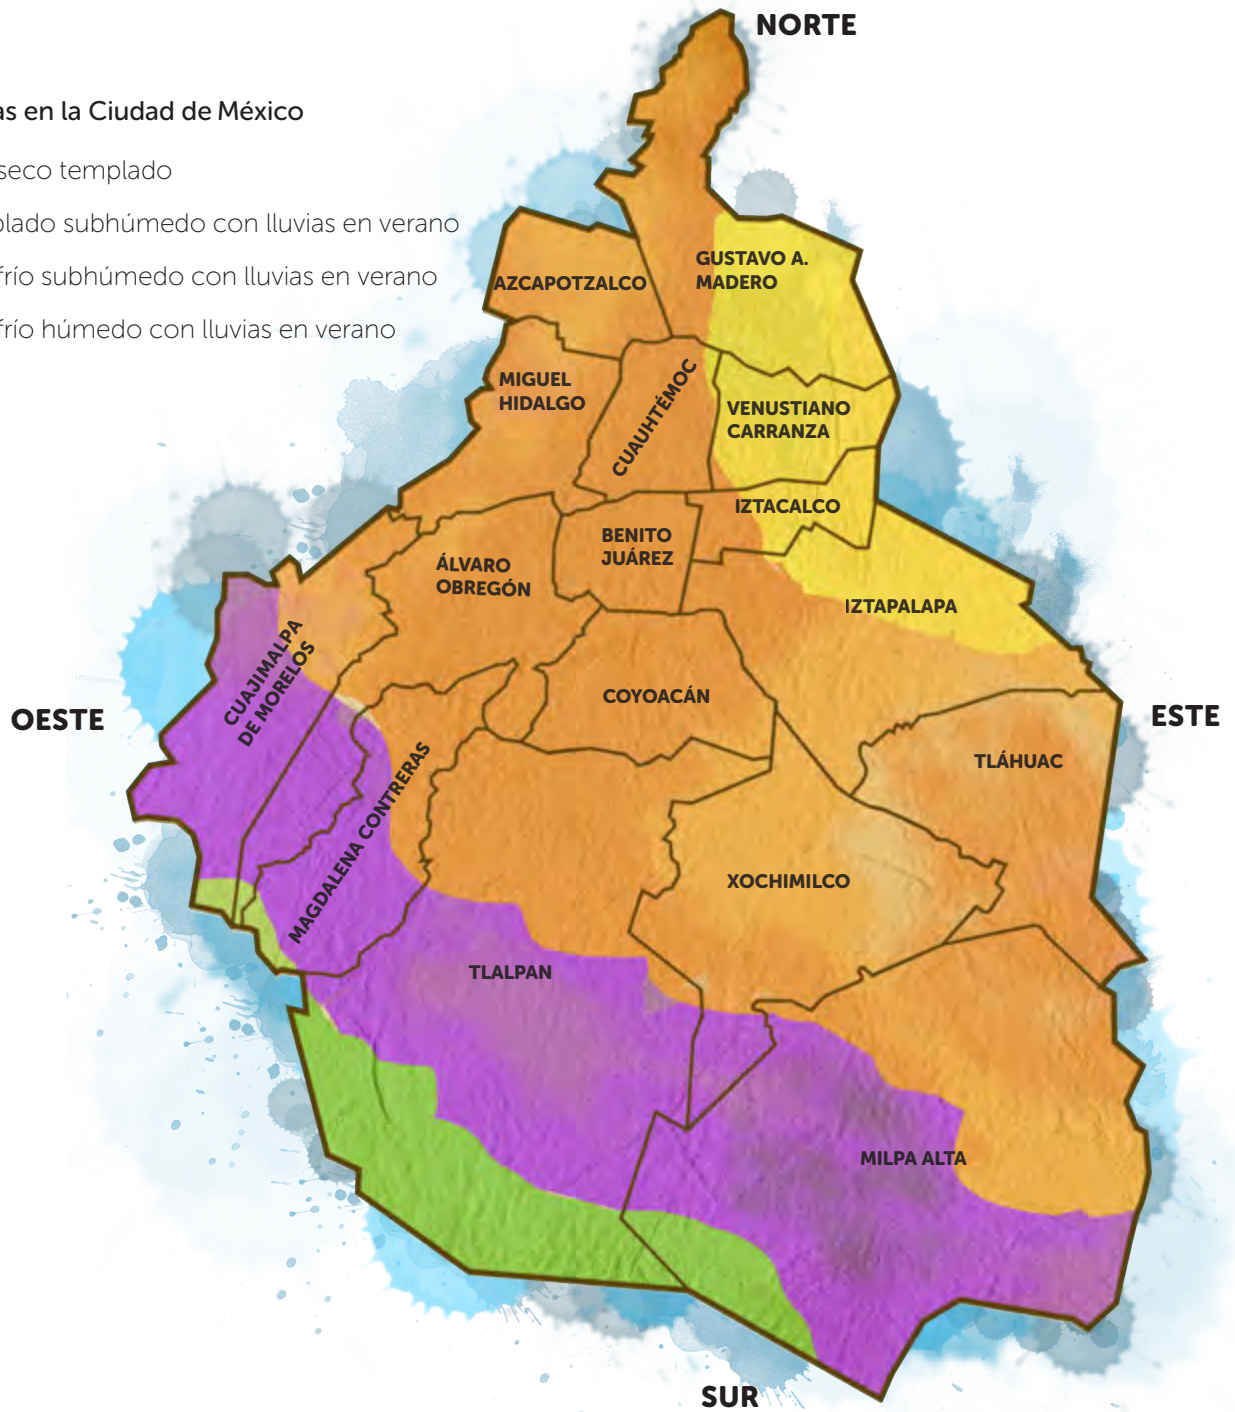 NORTE
as en la Ciudad de México
seco templado
plado subhúmedo con lluvias en verano
frío subhúmedo con lluvias en verano
frío húmedo con lluvias en verano
GUSTAVO A.
MADERO
AZCAPOTZALCO
MIGUEL
HIDALGO
CUAUHTÉMOC
VENUSTIANO
CARRANZA
IZTACALCO
BENITO
JUÁREZ
ÁLVARO
OBREGÓN
IZTAPALAPA
CUAJIMALPA
DE MORELOS
COYOACÁN
OESTE
ESTE
TLÁHUAC
MAGDALENA CONTRERAS
XOCHIMILCO
TLALPAN
MILPA ALTA
SUR